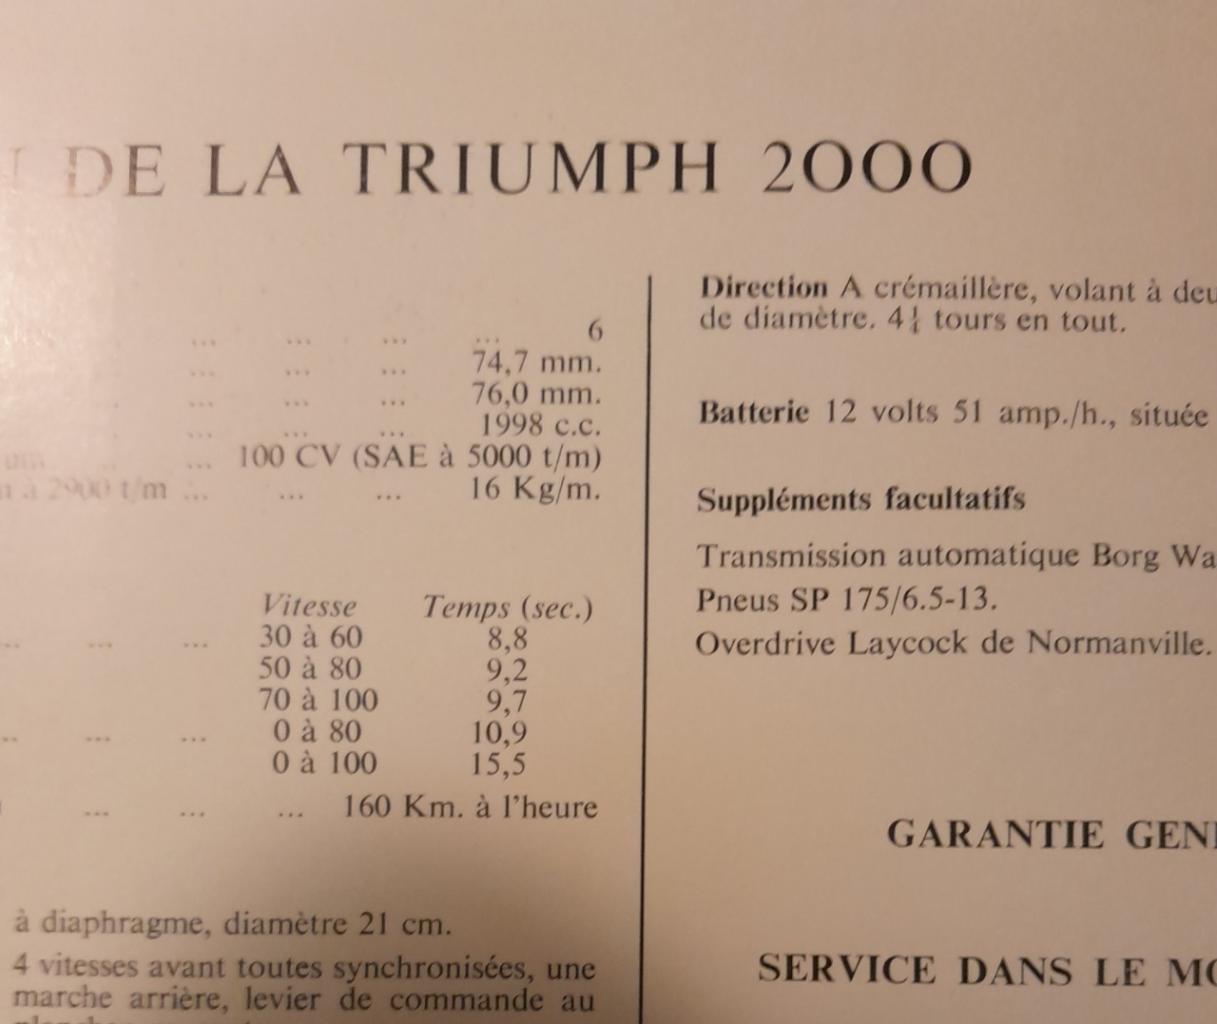 DE LA TRIUMPH 2000
... ... ... ... 6
... ... ... 74,7 mm.
... ... ... 76,0 mm.
... ... ... 1998 c.c.
... 100 CV (SAE à 5000 t/m)
à 2900 t/m ... ... ... 16 Kg/m.
Vitesse Temps (sec.)
... ... ... 30 à 60 8,8
50 à 80 9,2
70 à 100 9,7
... ... ... 0 à 80 10,9
0 à 100 15,5
... ... ... 160 Km. à l'heure
à diaphragme, diamètre 21 cm.
4 vitesses avant toutes synchronisées, une
marche arrière, levier de commande au
Direction A crémaillère, volant à
de diamètre. 4¼ tours en tout.
Batterie 12 volts 51 amp./h., située
Suppléments facultatifs
Transmission automatique Borg
Pneus SP 175/6.5-13.
Overdrive Laycock de Normanville.
GARANTIE
SERVICE DANS LE